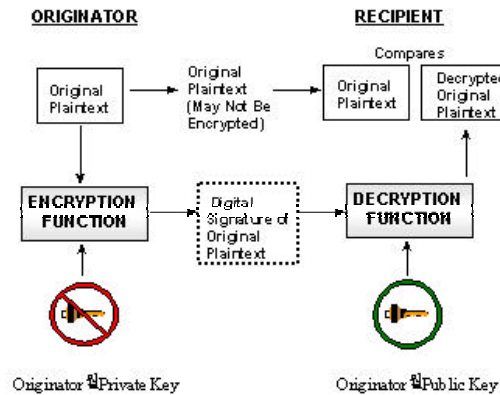 ORIGINATOR
RECIPIENT
Compares
Original
Plaintext
Original
Plaintext
(May Not Be
Encrypted)
Original
Plaintext
Decrypted
Original
Plaintext
ENCRYPTION
FUNCTION
Digital
Signature of
Original
Plaintext
DECRYPTION
FUNCTION
Originator Private Key
Originator Public Key